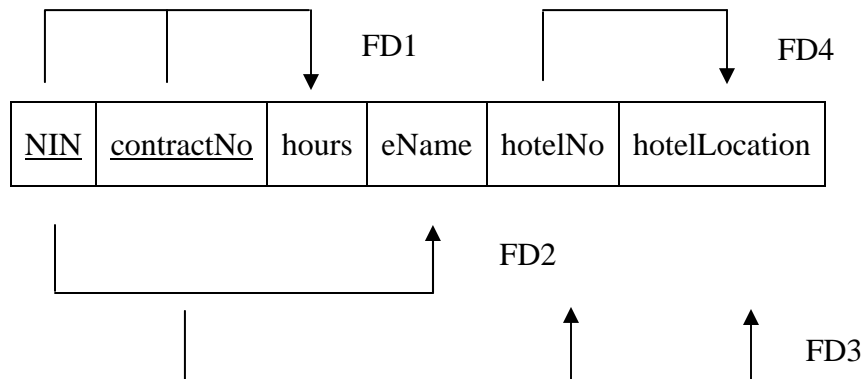 FD1 FD4
NIN contractNo hours eName hotelNo hotelLocation
FD2
FD3